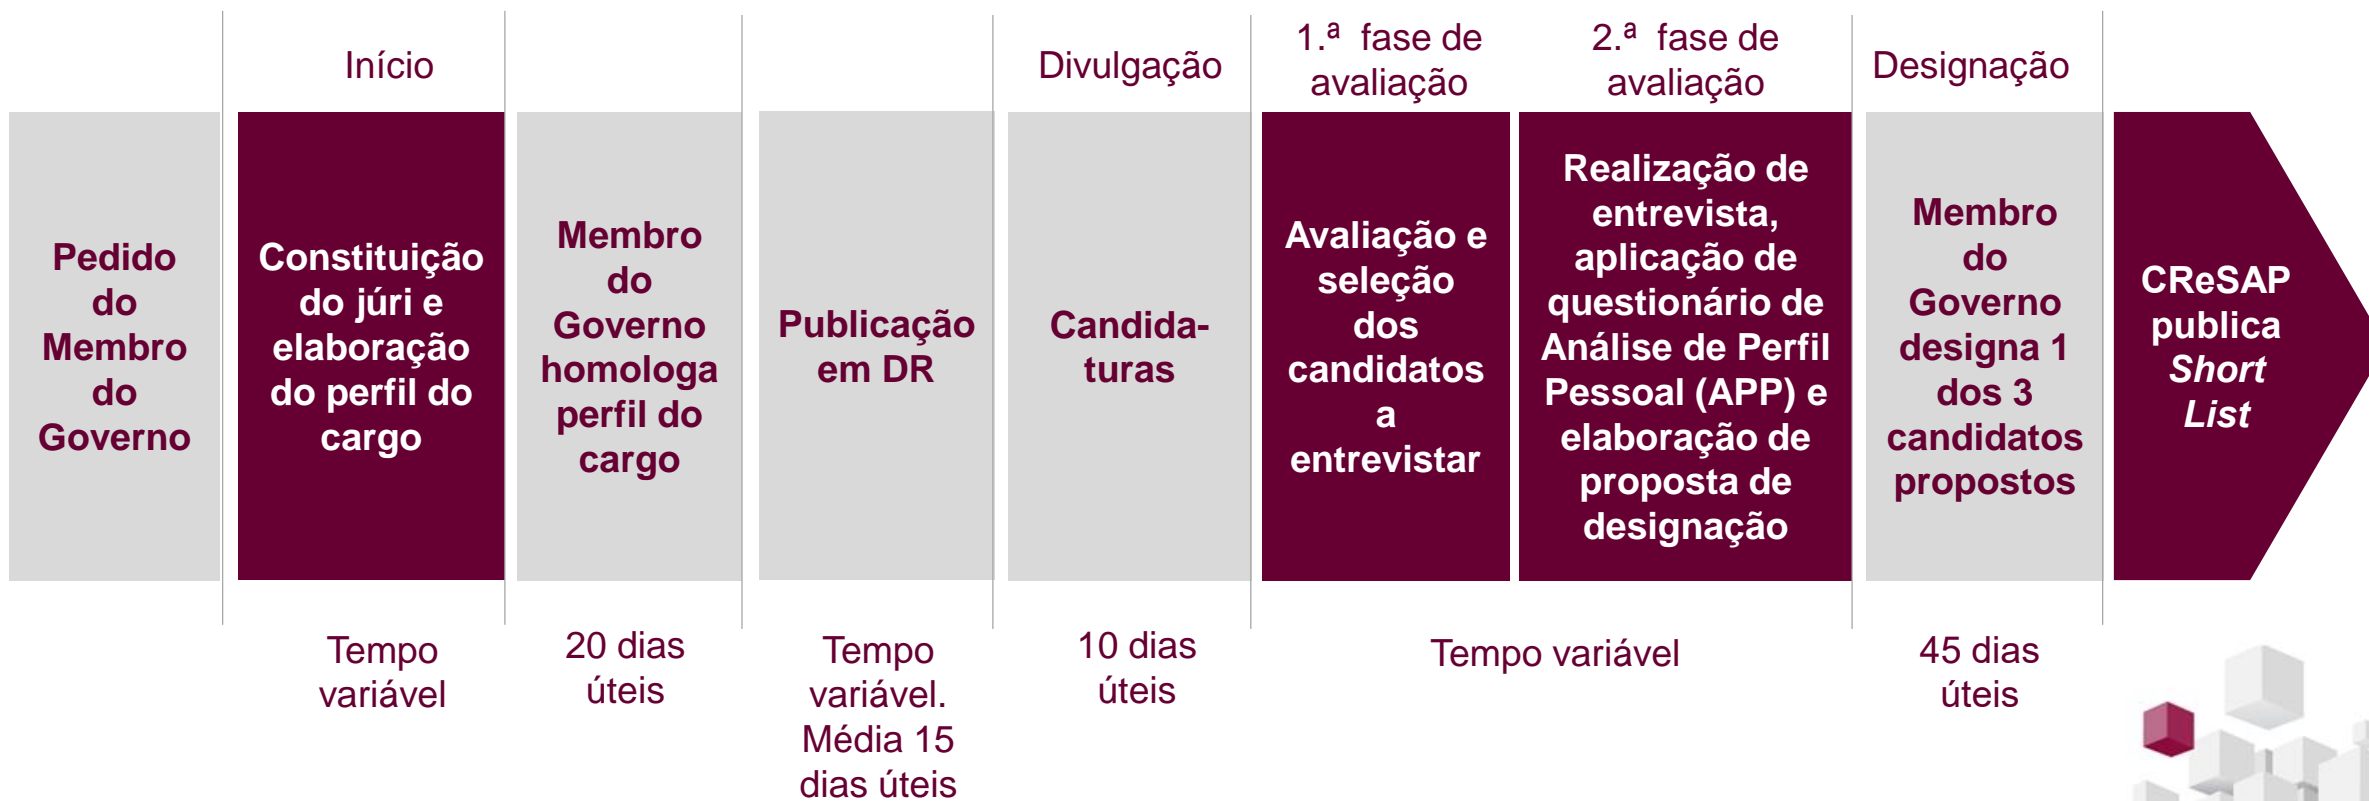 Início
Divulgação
1.ª fase de
avaliação
2.ª fase de
avaliação
Designação
Pedido
do
Membro
do
Governo
Constituição
do júri e
elaboração
do perfil do
cargo
Membro
do
Governo
homologa
perfil do
cargo
Publicação
em DR
Candida-
turas
Avaliação e
seleção
dos
candidatos
a
entrevistar
Realização de
entrevista,
aplicação de
questionário de
Análise de Perfil
Pessoal (APP) e
elaboração de
proposta de
designação
Membro
do
Governo
designa 1
dos 3
candidatos
propostos
CReSAP
publica
Short
List
Tempo
variável
20 dias
úteis
Tempo
variável.
Média 15
dias úteis
10 dias
úteis
Tempo variável
45 dias
úteis